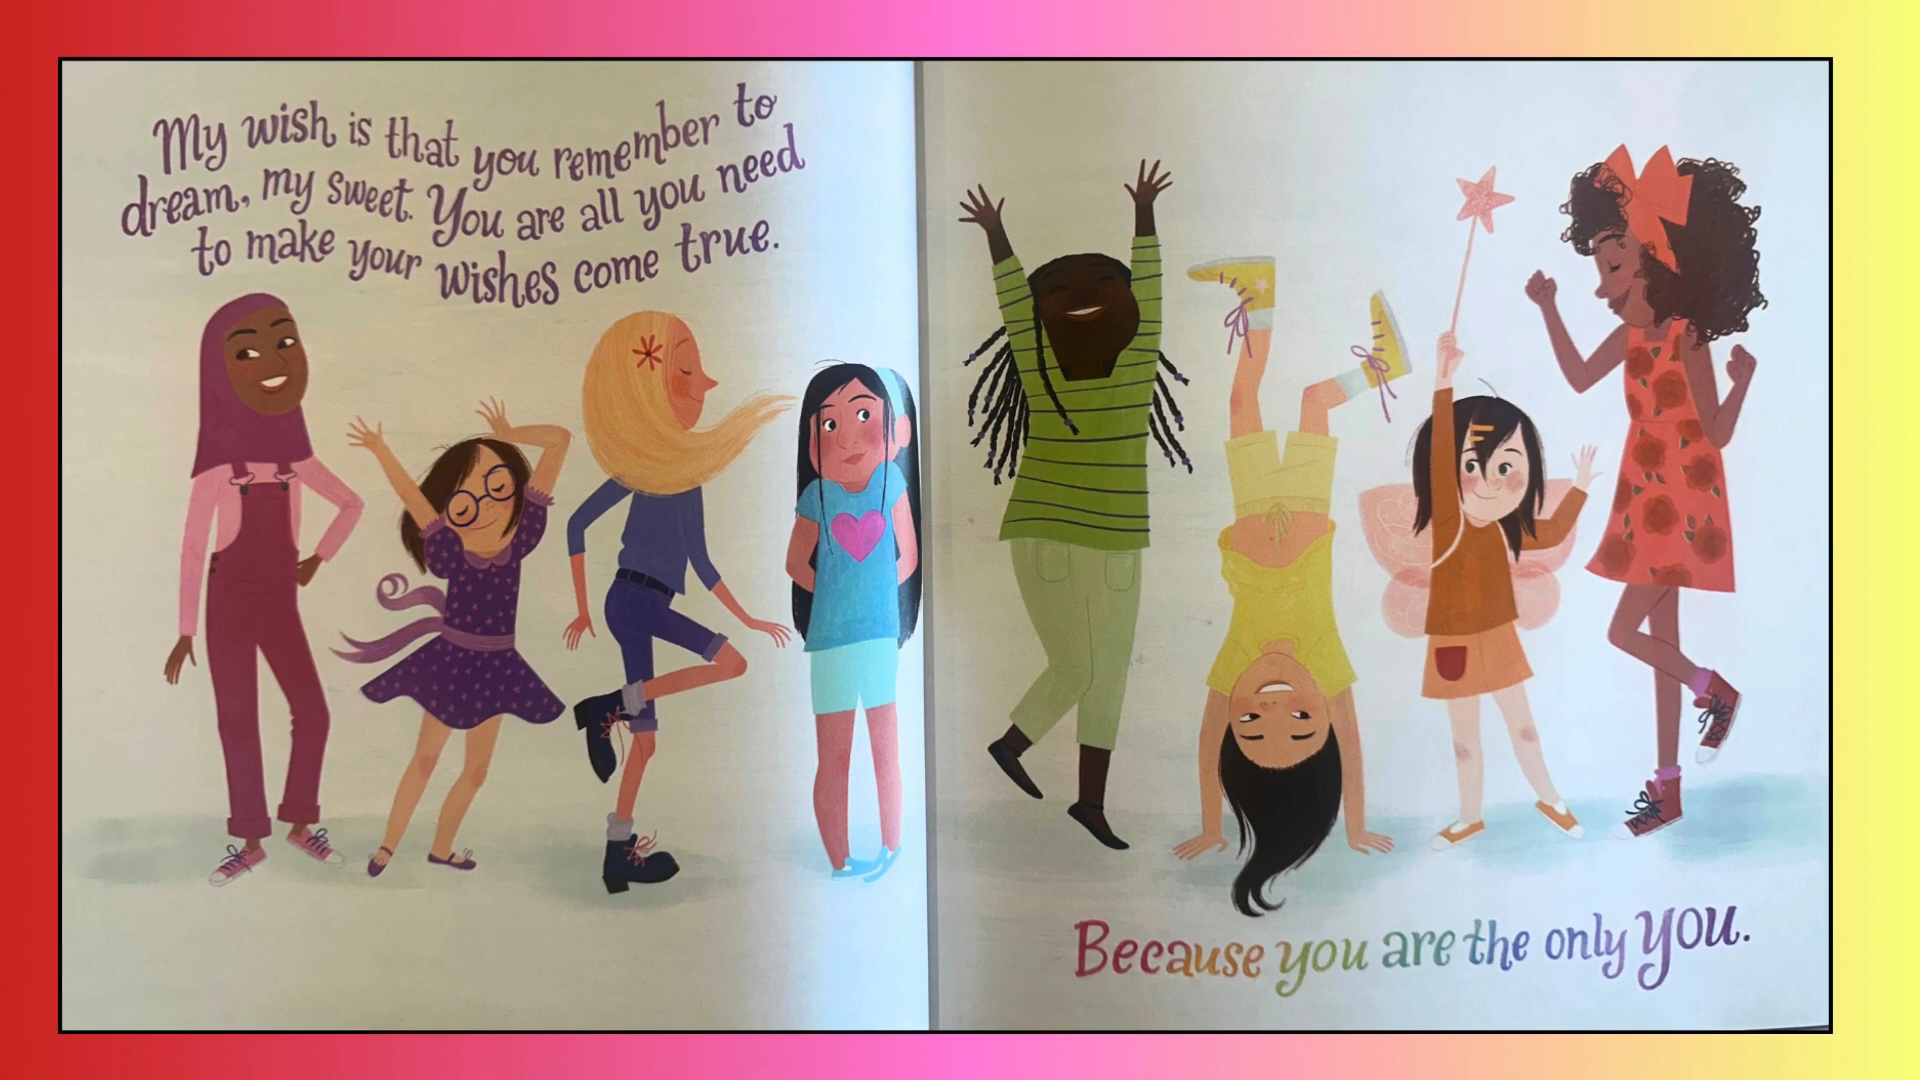 My wish is that you remember to
dream, my sweet. You are all you need
to make your wishes come true.
Because you are the only you.